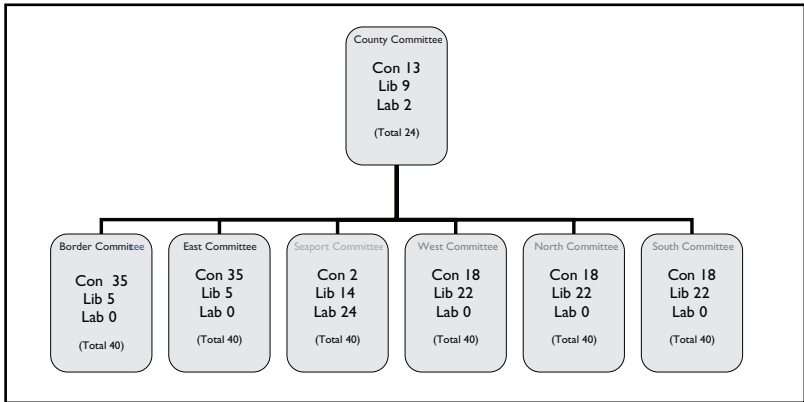 County Committee
Con 13
Lib 9
Lab 2
(Total 24)
Border Committee
Con 35
Lib 5
Lab 0
(Total 40)
East Committee
Con 35
Lib 5
Lab 0
(Total 40)
Seaport Committee
Con 2
Lib 14
Lab 24
(Total 40)
West Committee
Con 18
Lib 22
Lab 0
(Total 40)
North Committee
Con 18
Lib 22
Lab 0
(Total 40)
South Committee
Con 18
Lib 22
Lab 0
(Total 40)